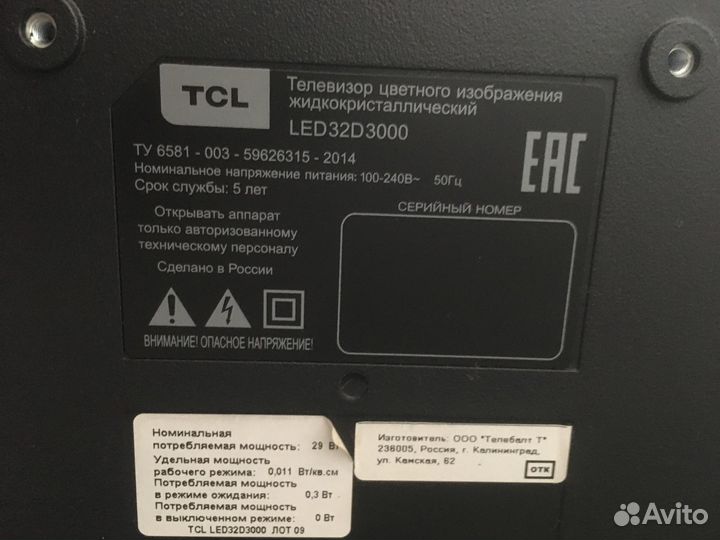 TCL
Телевизор цветного изображения
жидкокристаллический
LED32D3000
ТУ 6581 - 003 - 59626315 - 2014
Номинальное напряжение питания: 100-240В~ 50Гц
Срок службы: 5 лет
EAC
Открывать аппарат
только авторизованному
техническому персоналу
Сделано в России
СЕРИЙНЫЙ НОМЕР
ВНИМАНИЕ! ОПАСНОЕ НАПРЯЖЕНИЕ!
Номинальная
потребляемая мощность: 29 Вт
Удельная мощность
рабочего режима: 0,011 Вт/кв.см
Потребляемая мощность
в режиме ожидания: 0,3 Вт
Потребляемая мощность
в выключенном режиме: 0 Вт
TCL LED32D3000 ЛОТ 09
Изготовитель: ООО "Телебалт Т"
238005, Россия, г. Калининград,
ул. Камская, 82
ОТК
Avito